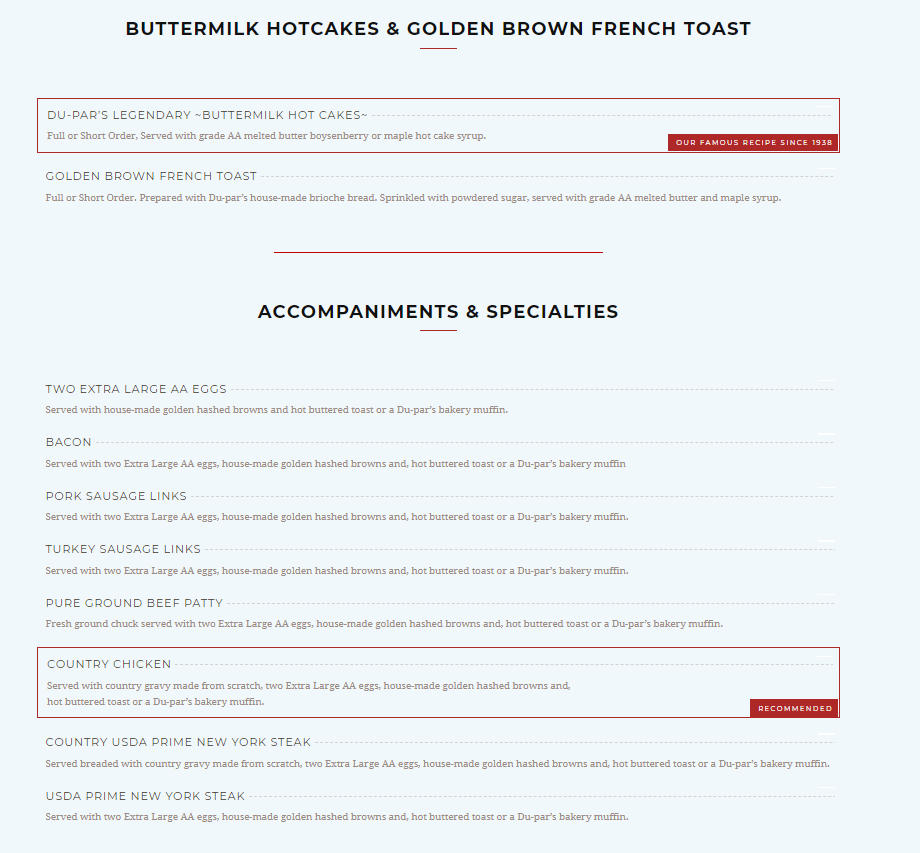 BUTTERMILK HOTCAKES & GOLDEN BROWN FRENCH TOAST
DU-PAR'S LEGENDARY ~BUTTERMILK HOT CAKES~
Full or Short Order, Served with grade AA melted butter boysenberry or maple hot cake syrup.
OUR FAMOUS RECIPE SINCE 1938
GOLDEN BROWN FRENCH TOAST
Full or Short Order. Prepared with Du-par's house-made brioche bread. Sprinkled with powdered sugar, served with grade AA melted butter and maple syrup.
ACCOMPANIMENTS & SPECIALTIES
TWO EXTRA LARGE AA EGGS
Served with house-made golden hashed browns and hot buttered toast or a Du-par's bakery muffin.
BACON
Served with two Extra Large AA eggs, house-made golden hashed browns and, hot buttered toast or a Du-par's bakery muffin
PORK SAUSAGE LINKS
Served with two Extra Large AA eggs, house-made golden hashed browns and, hot buttered toast or a Du-par's bakery muffin.
TURKEY SAUSAGE LINKS
Served with two Extra Large AA eggs, house-made golden hashed browns and, hot buttered toast or a Du-par's bakery muffin.
PURE GROUND BEEF PATTY
Fresh ground chuck served with two Extra Large AA eggs, house-made golden hashed browns and, hot buttered toast or a Du-par's bakery muffin.
COUNTRY CHICKEN
Served with country gravy made from scratch, two Extra Large AA eggs, house-made golden hashed browns and,
hot buttered toast or a Du-par's bakery muffin.
RECOMMENDED
COUNTRY USDA PRIME NEW YORK STEAK
Served breaded with country gravy made from scratch, two Extra Large AA eggs, house-made golden hashed browns and, hot buttered toast or a Du-par's bakery muffin.
USDA PRIME NEW YORK STEAK
Served with two Extra Large AA eggs, house-made golden hashed browns and, hot buttered toast or a Du-par's bakery muffin.